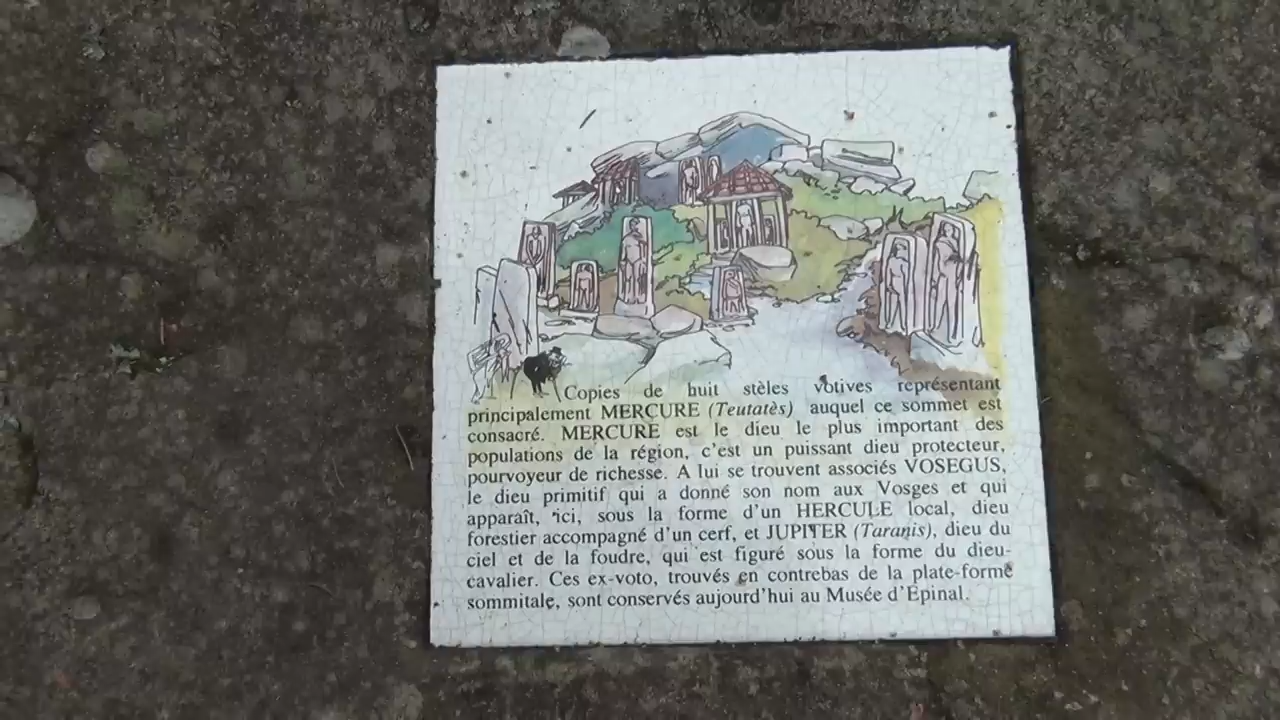 Copies de huit stèles votives représentant
principalement MERCURE (Teutatès) auquel ce sommet est
consacré. MERCURE est le dieu le plus important des
populations de la région, c'est un puissant dieu protecteur,
pourvoyeur de richesse. A lui se trouvent associés VOSEGUS,
le dieu primitif qui a donné son nom aux Vosges et qui
apparaît, ici, sous la forme d'un HERCULE local, dieu
forestier accompagné d'un cerf, et JUPITER (Taranis), dieu du
ciel et de la foudre, qui est figuré sous la forme du dieu-
cavalier. Ces ex-voto, trouvés en contrebas de la plate-forme
sommitale, sont conservés aujourd'hui au Musée d'Epinal.